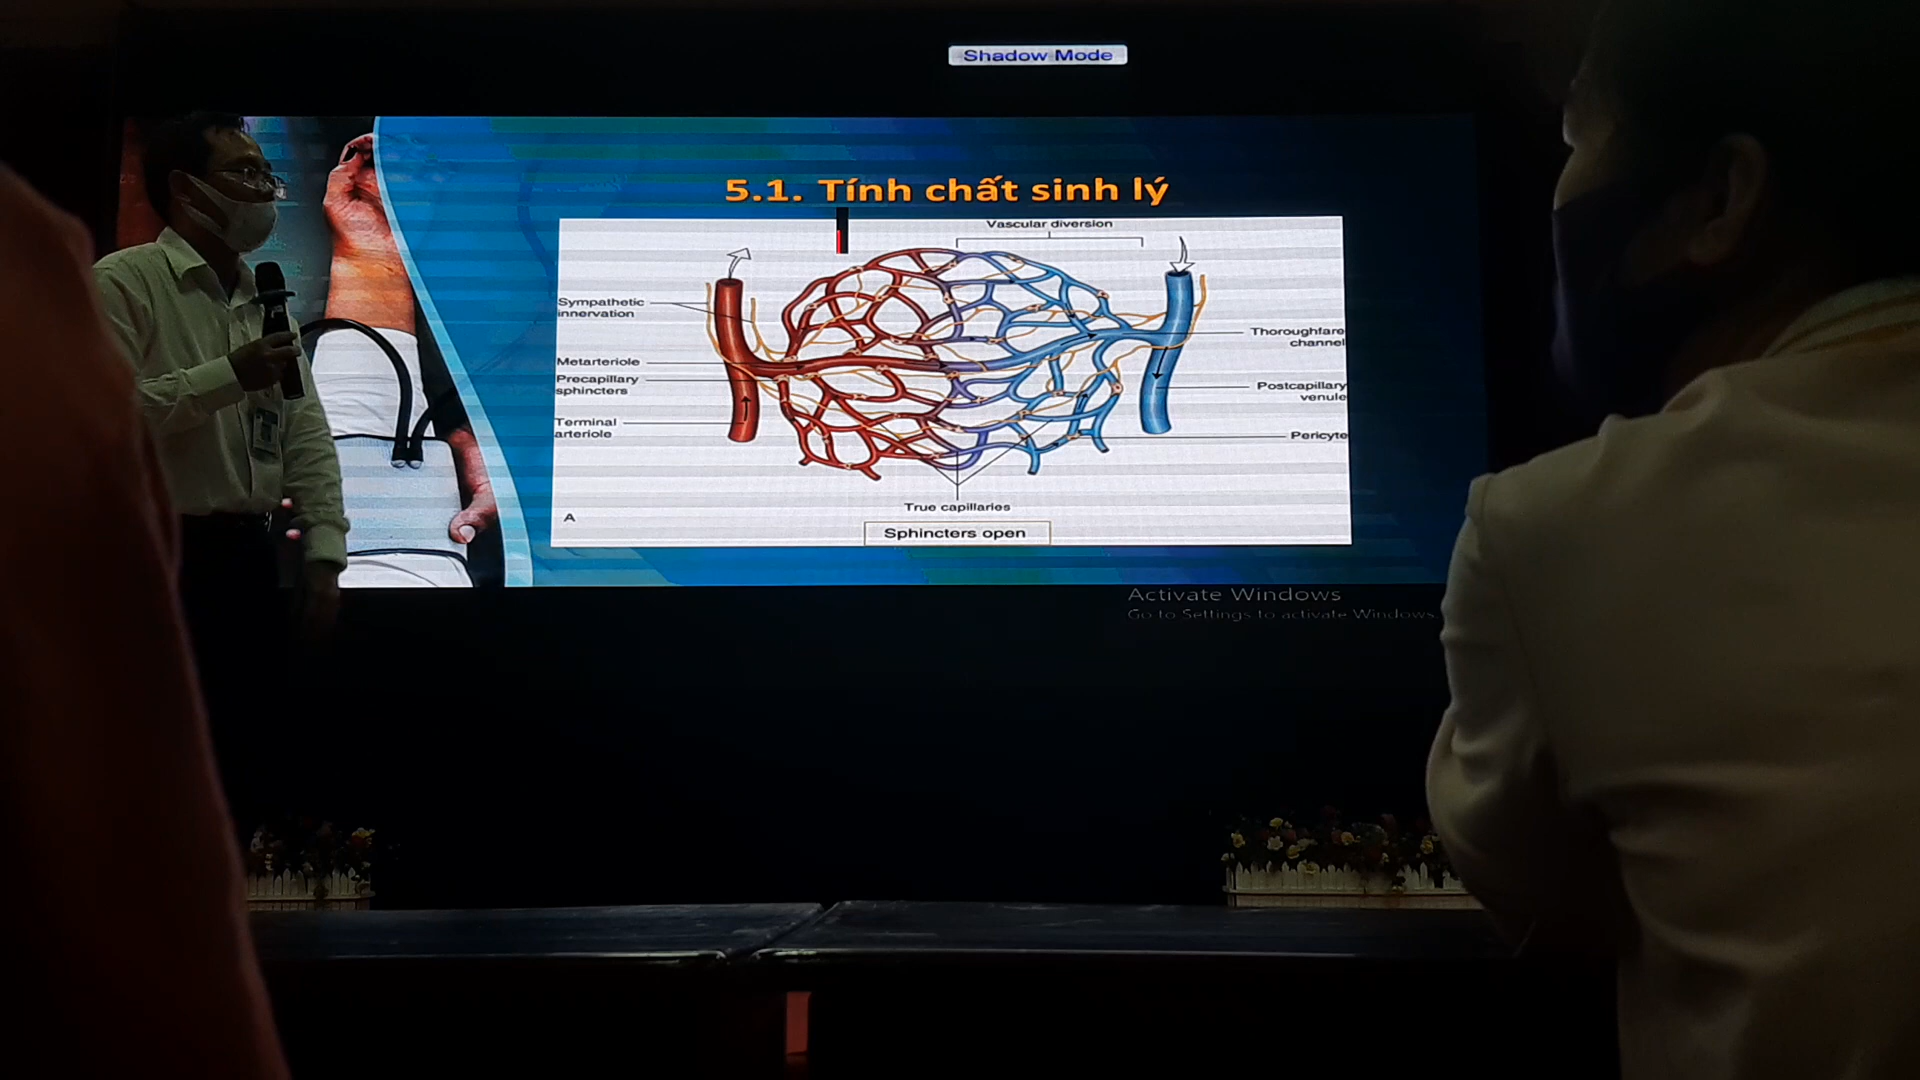 Shadow Mode
5.1. Tính chất sinh lý
Vascular diversion
Sympathetic
innervation
Metarteriole
Precapillary
sphincters
Terminal
arteriole
Thoroughfare
channel
Postcapillary
venule
Pericyte
True capillaries
A
Sphincters open
Activate Windows
Go to Settings to activate Windows.